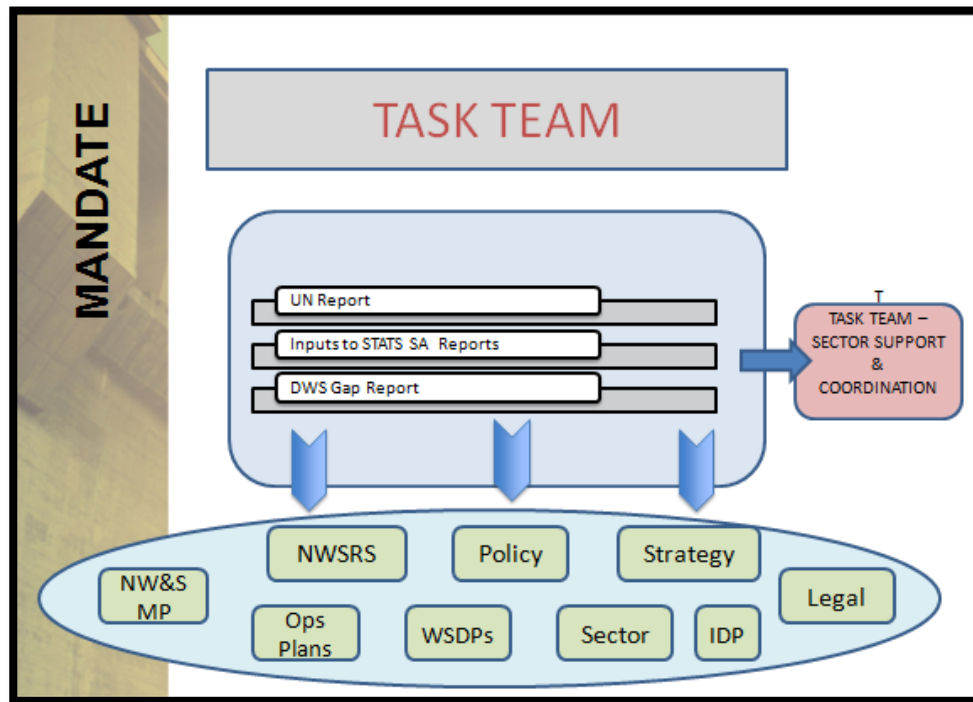 MANDATE
TASK TEAM
UN Report
Inputs to STATS SA Reports
DWS Gap Report
T
TASK TEAM –
SECTOR SUPPORT
&
COORDINATION
NWSRS
Policy
Strategy
NW&S
MP
Legal
Ops
Plans
WSDPs
Sector
IDP